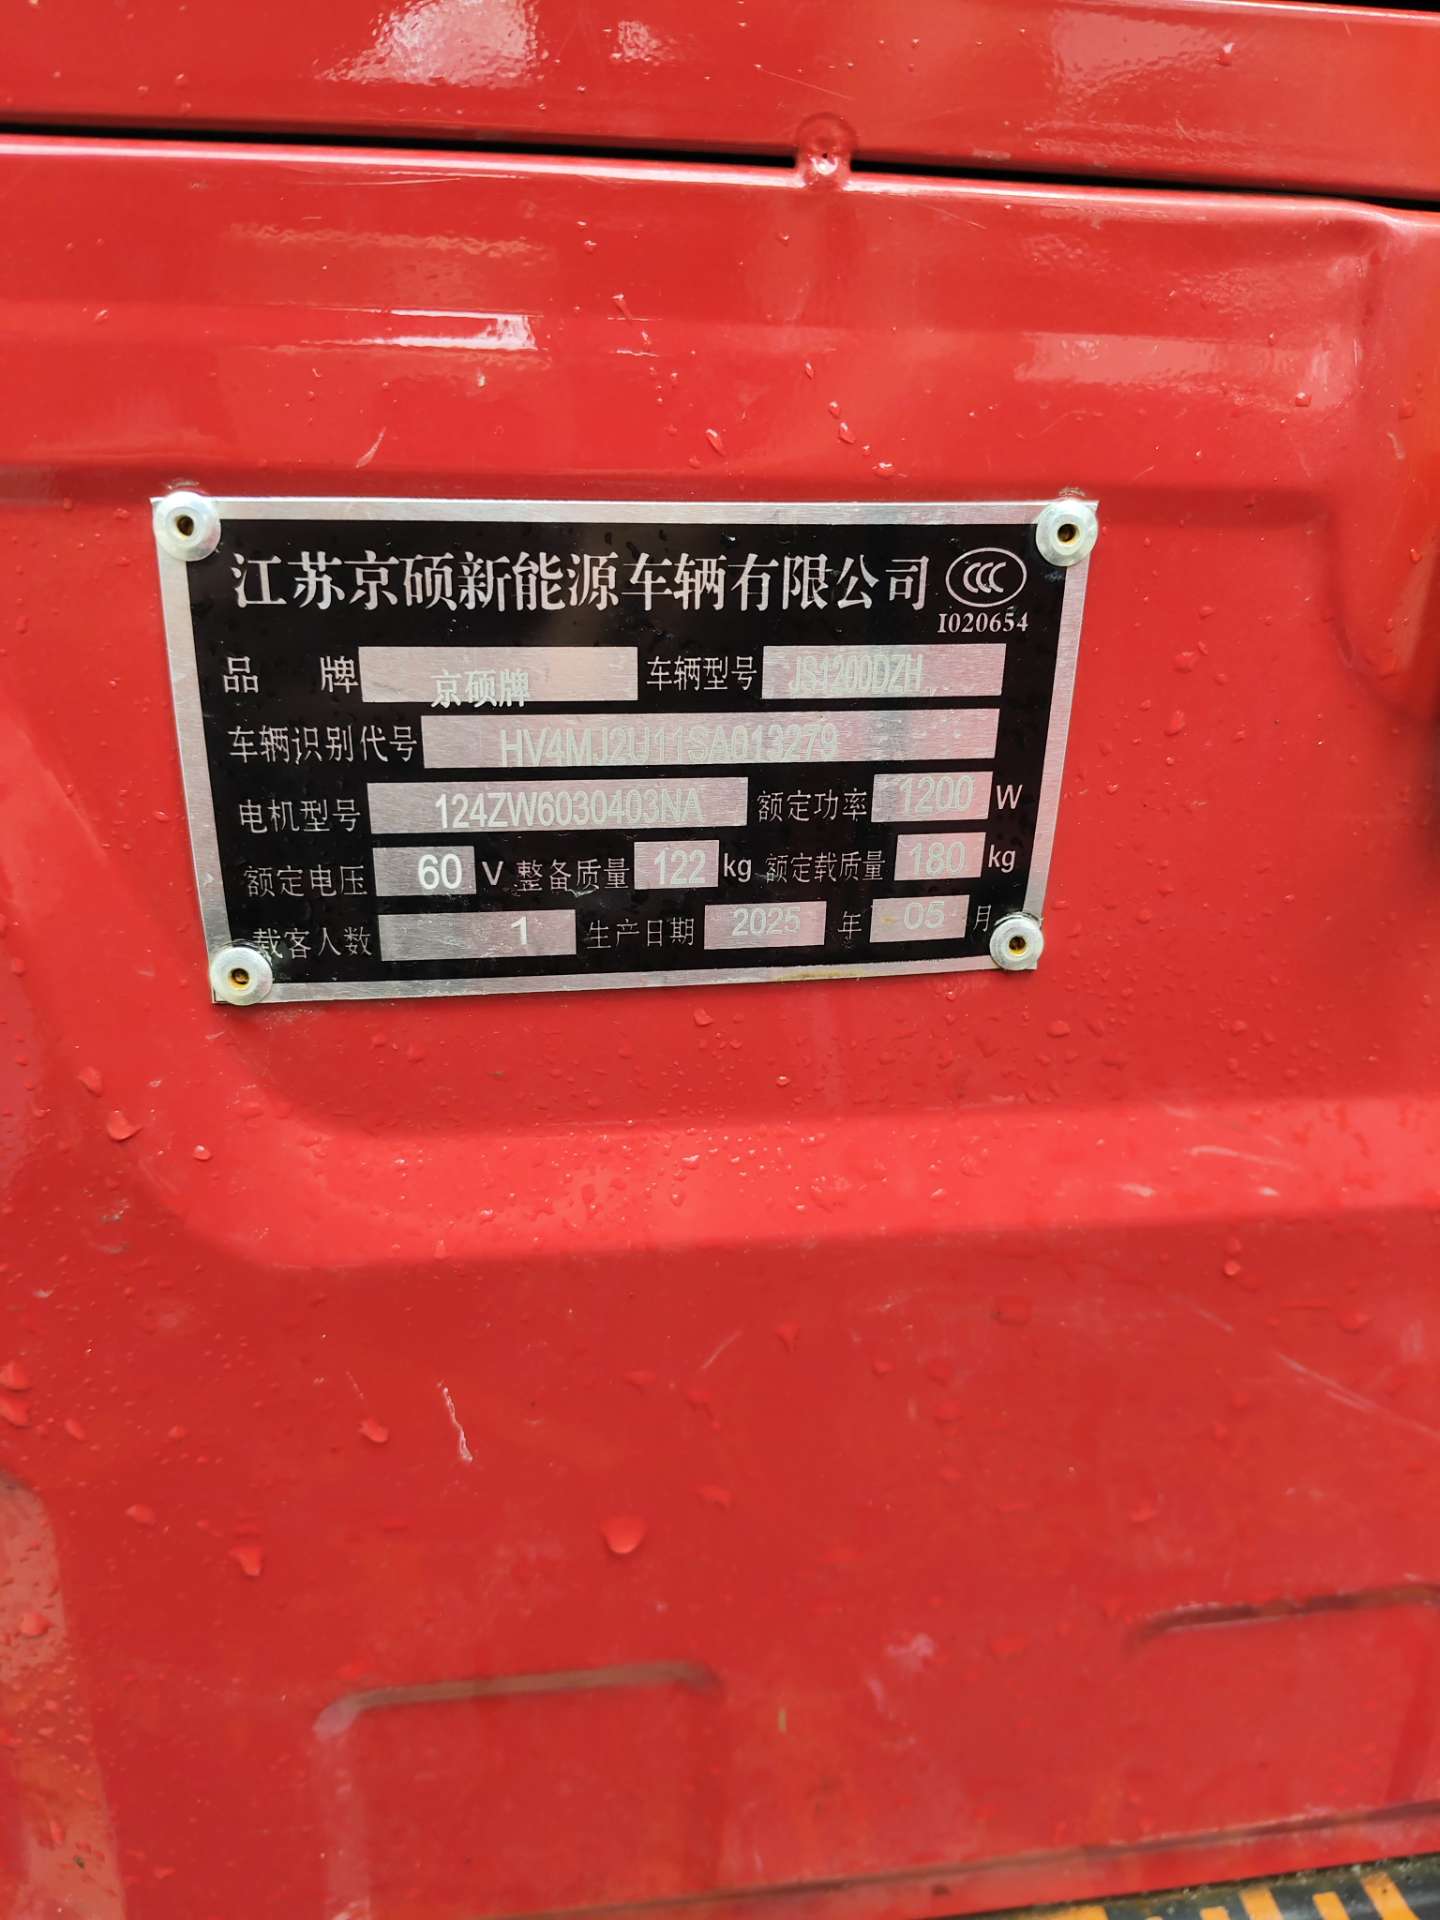 江苏京硕新能源车辆有限公司 CCC
I020654
品 牌 京硕牌 车辆型号 JS1200DZH
车辆识别代号 HV4MJ2U11SA013279
电机型号 124ZW6030403NA 额定功率 1200 W
额定电压 60 V 整备质量 122 kg 额定载质量 180 kg
载客人数 1 生产日期 2025 年 05 月